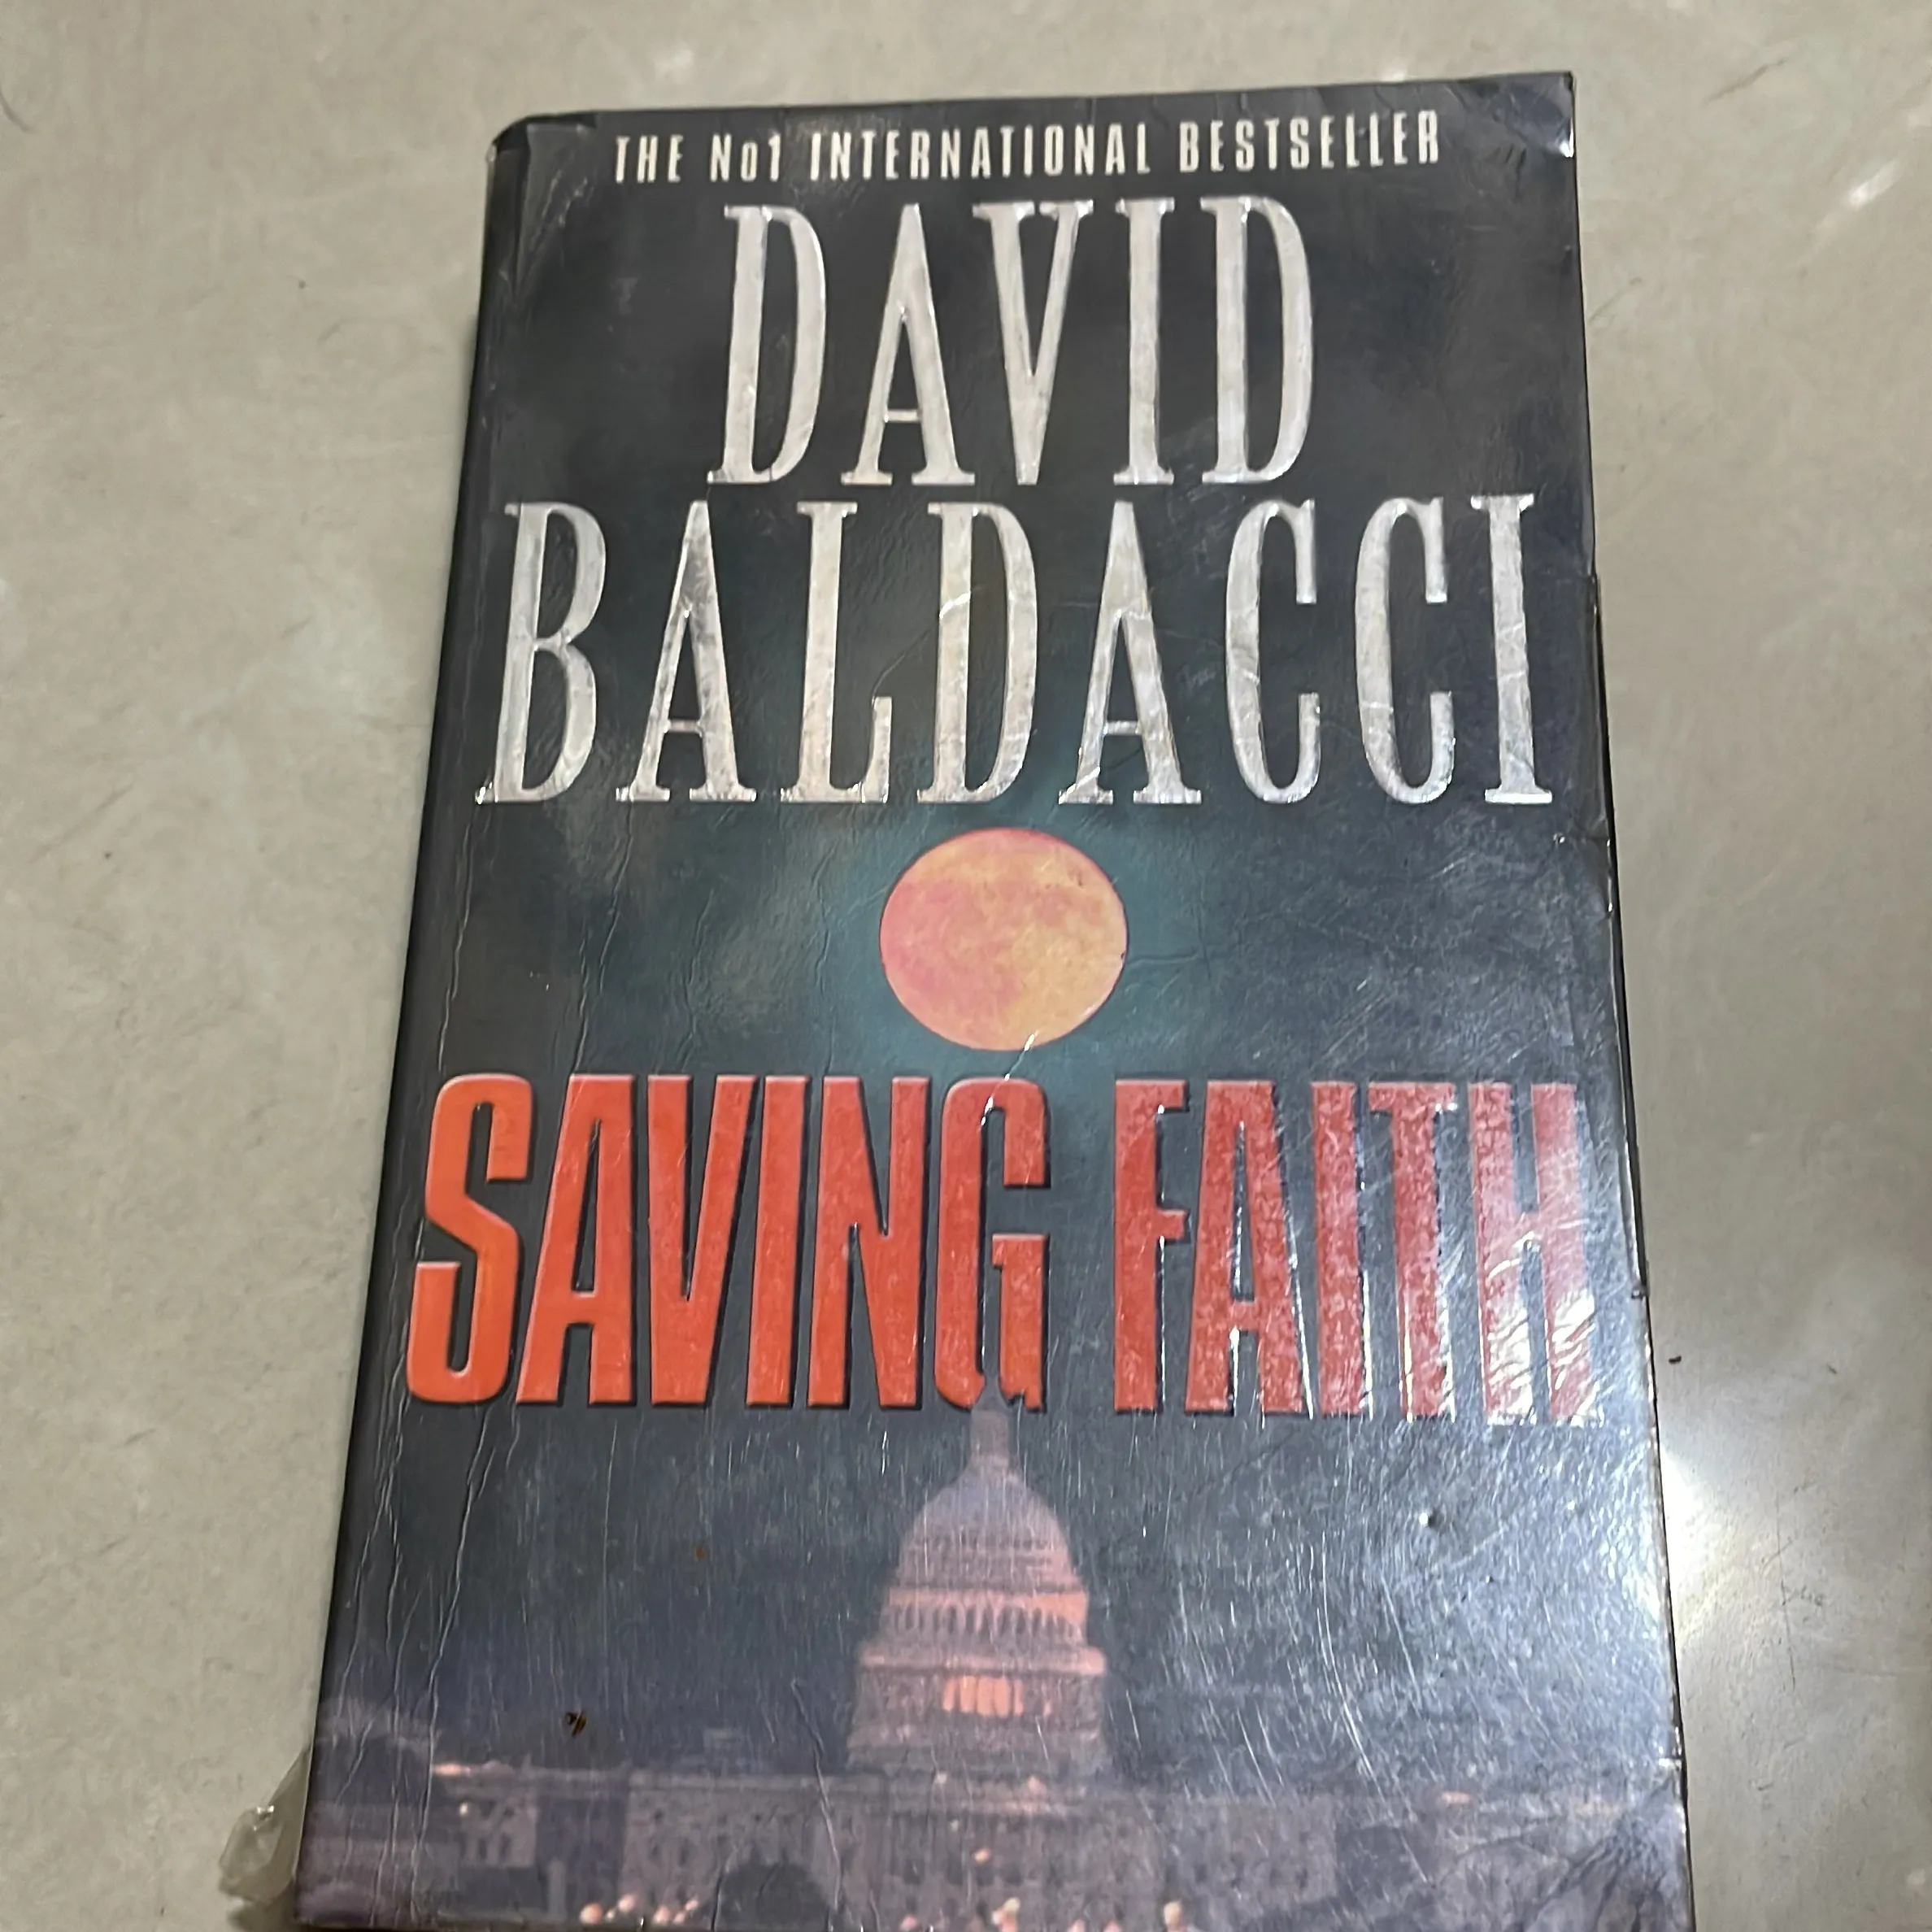 THE No1 INTERNATIONAL BESTSELLER
DAVID
BALDACCI
SAVING FAITH